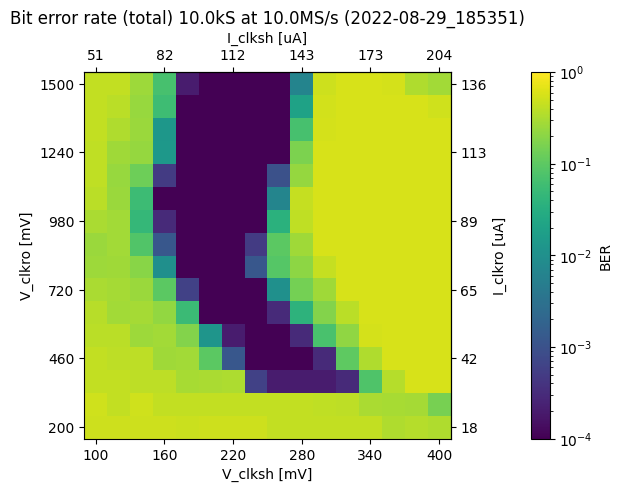 Bit error rate (total) 10.0kS at 10.0MS/s (2022-08-29_185351)
I_clksh [uA]
51 82 112 143 173 204
1500 136 10^0
1240 113 10^-1
980 89 10^-2
720 65 10^-3
460 42
200 18 10^-4
V_clkro [mV]
I_clkro [uA]
BER
100 160 220 280 340 400
V_clksh [mV]